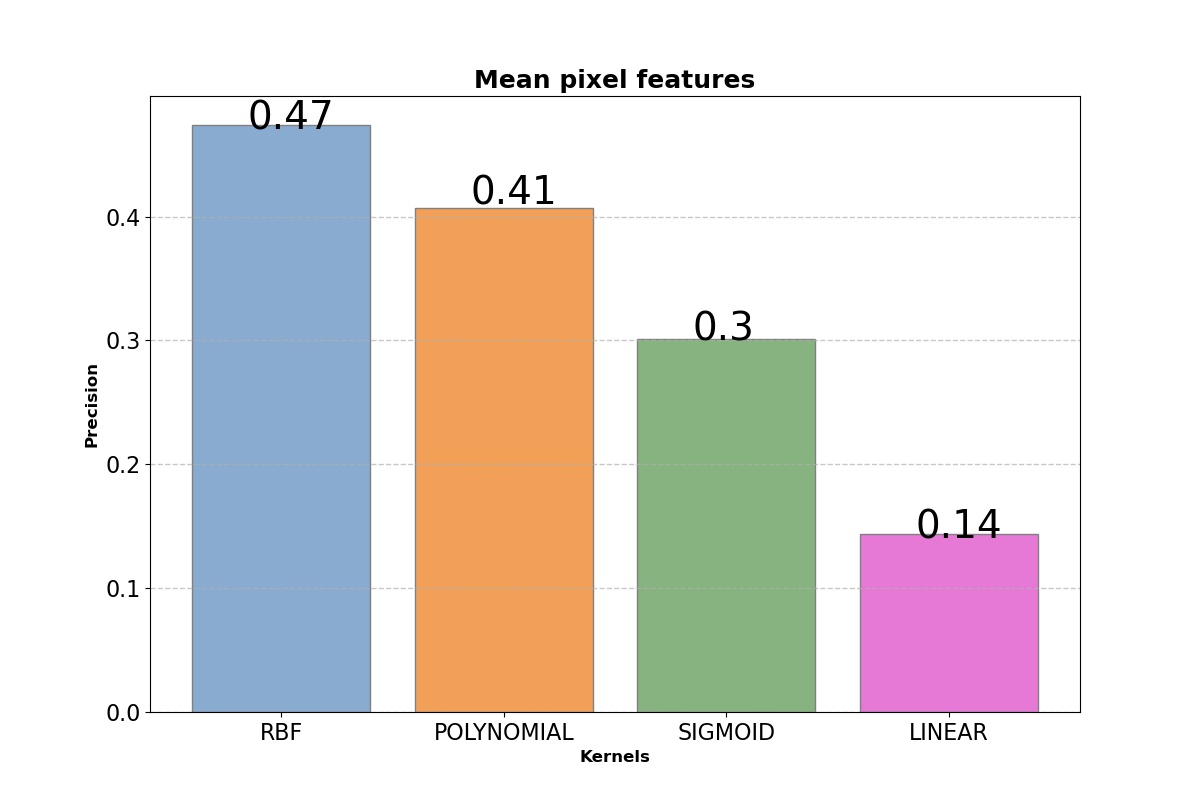 Mean pixel features
0.47
0.41
0.3
0.14
0.4
0.3
0.2
0.1
0.0
Precision
RBF
POLYNOMIAL
SIGMOID
LINEAR
Kernels